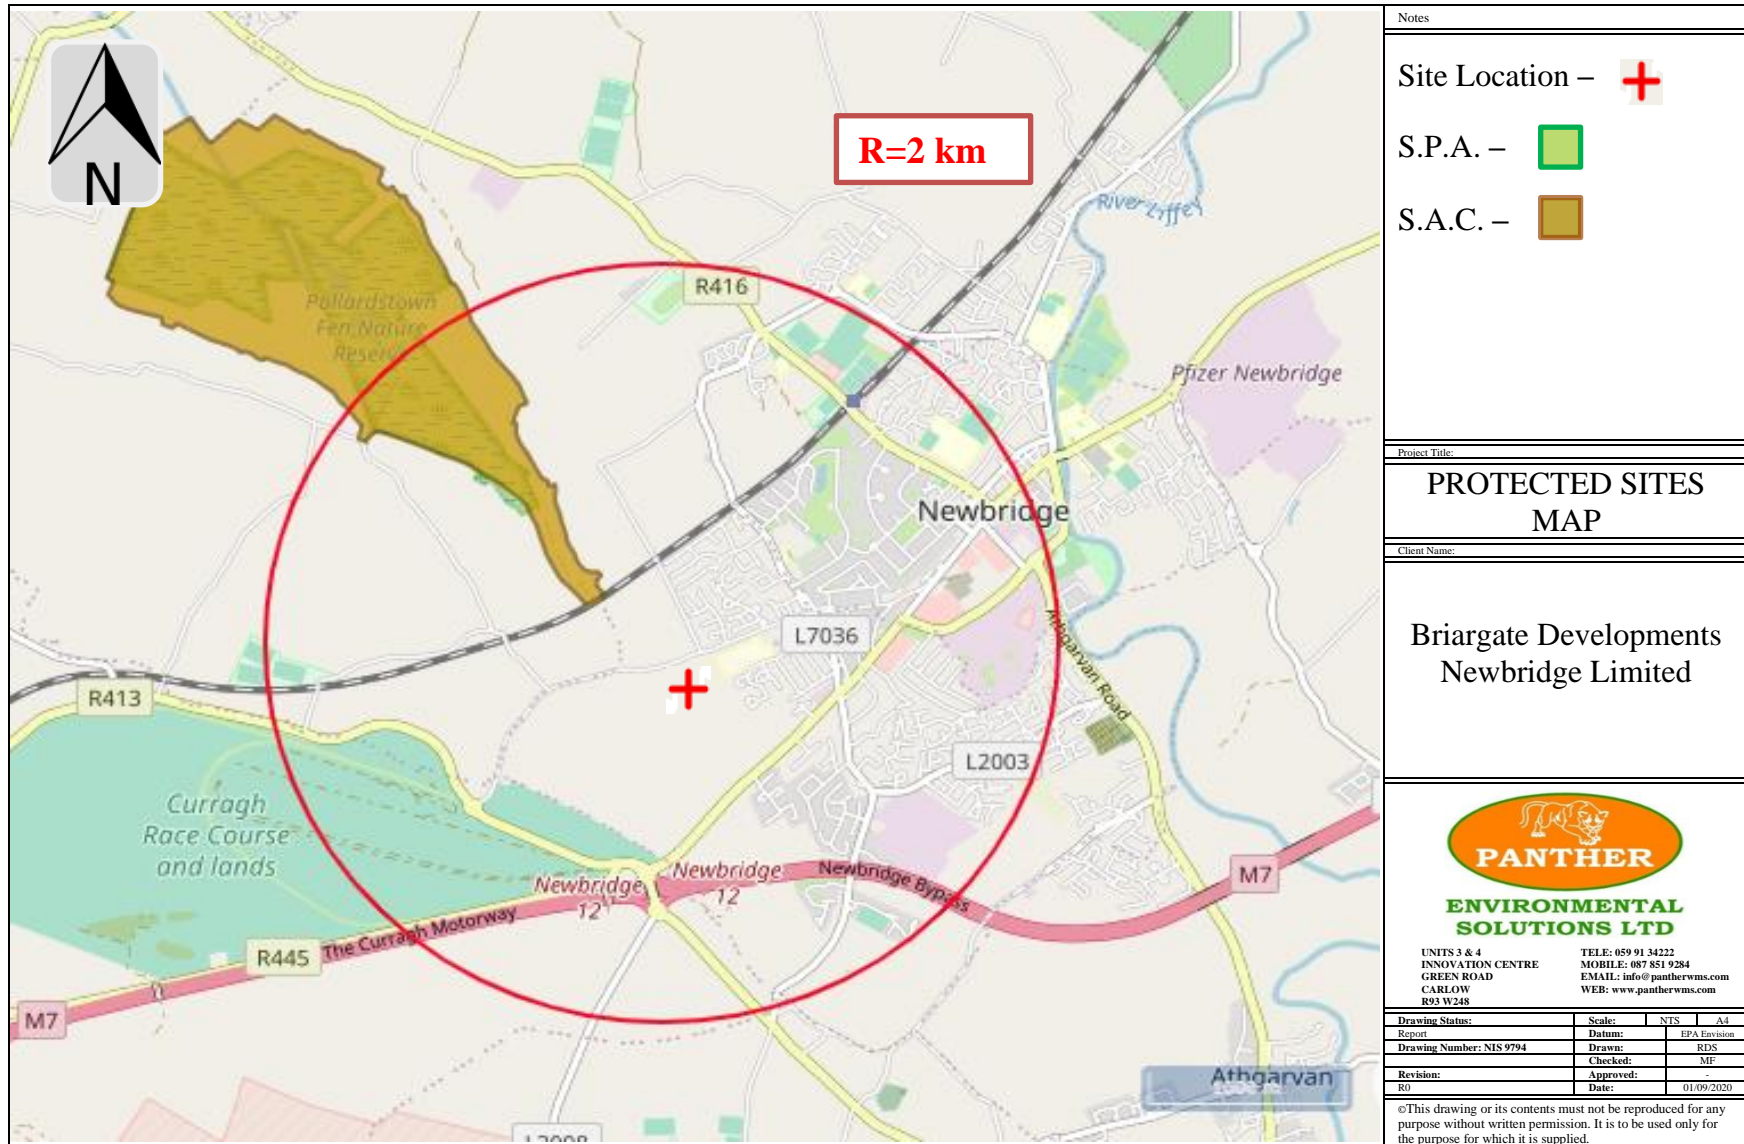 N
R=2 km
R416
River Liffey
Pollardstown
Fen Nature
Reserve
Pfizer Newbridge
Newbridge
L7036
Athgarvan Road
R413
L2003
Curragh
Race Course
and lands
Newbridge
12
Newbridge
12
Newbridge Bypass
M7
The Curragh Motorway
R445
M7
Athgarvan
Notes
Site Location –
S.P.A. –
S.A.C. –
Project Title:
PROTECTED SITES
MAP
Client Name:
Briargate Developments
Newbridge Limited
PANTHER
ENVIRONMENTAL
SOLUTIONS LTD
UNITS 3 & 4
INNOVATION CENTRE
GREEN ROAD
CARLOW
R93 W248
TELE: 059 91 34222
MOBILE: 087 851 9284
EMAIL: info@pantherwms.com
WEB: www.pantherwms.com
Drawing Status: Scale: NTS A4
Report Datum: EPA Envision
Drawing Number: NIS 9794 Drawn: RDS
Checked: MF
Revision: Approved: -
R0 Date: 01/09/2020
©This drawing or its contents must not be reproduced for any
purpose without written permission. It is to be used only for
the purpose for which it is supplied.